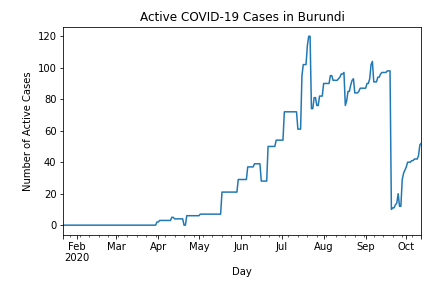 Active COVID-19 Cases in Burundi
Number of Active Cases
120
100
80
60
40
20
0
Feb Mar Apr May Jun Jul Aug Sep Oct
2020
Day